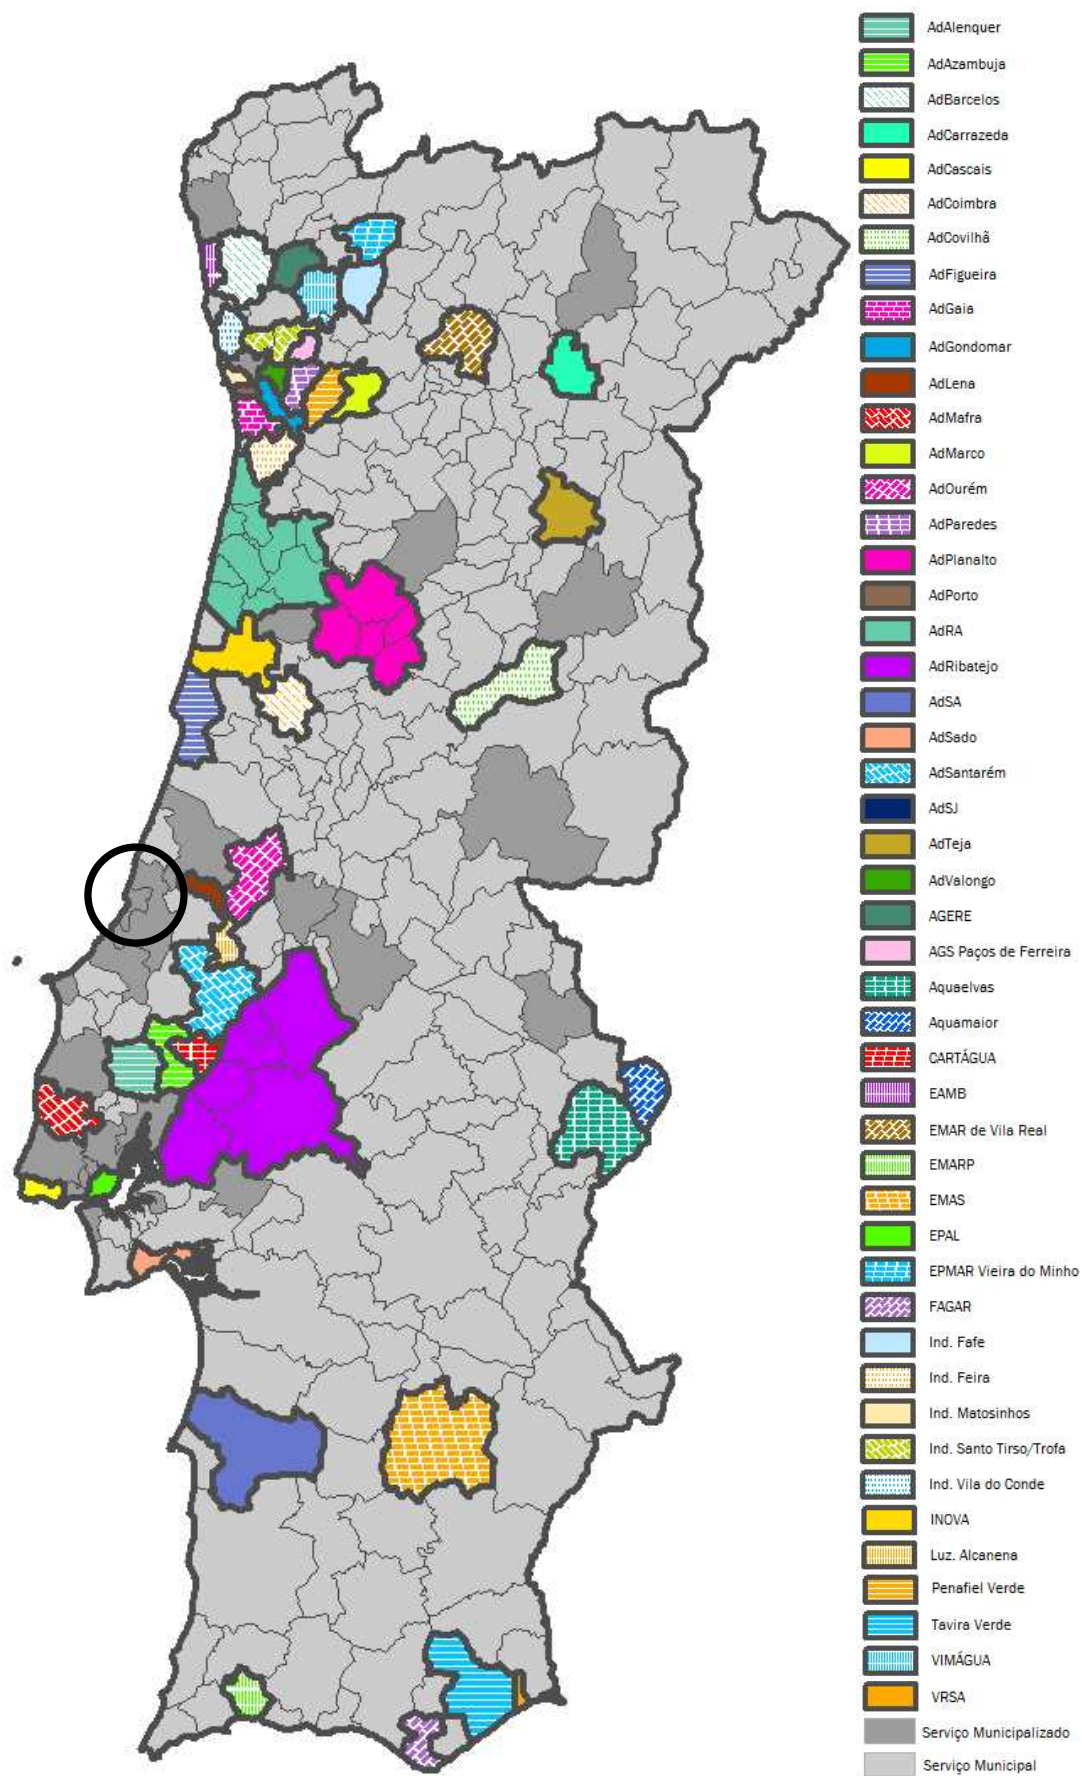 AdAlenquer
AdAzambuja
AdBarcelos
AdCarrazeda
AdCascais
AdCoimbra
AdCovilhã
AdFigueira
AdGaia
AdGondomar
AdLena
AdMafra
AdMarco
AdOurém
AdParedes
AdPlanalto
AdPorto
AdRA
AdRibatejo
AdSA
AdSado
AdSantarém
AdSJ
AdTeja
AdValongo
AGERE
AGS Paços de Ferreira
Aquaelvas
Aquamaior
CARTÁGUA
EAMB
EMAR de Vila Real
EMARP
EMAS
EPAL
EPMAR Vieira do Minho
FAGAR
Ind. Fafe
Ind. Feira
Ind. Matosinhos
Ind. Santo Tirso/Trofa
Ind. Vila do Conde
INOVA
Luz. Alcanena
Penafiel Verde
Tavira Verde
VIMÁGUA
VRSA
Serviço Municipalizado
Serviço Municipal